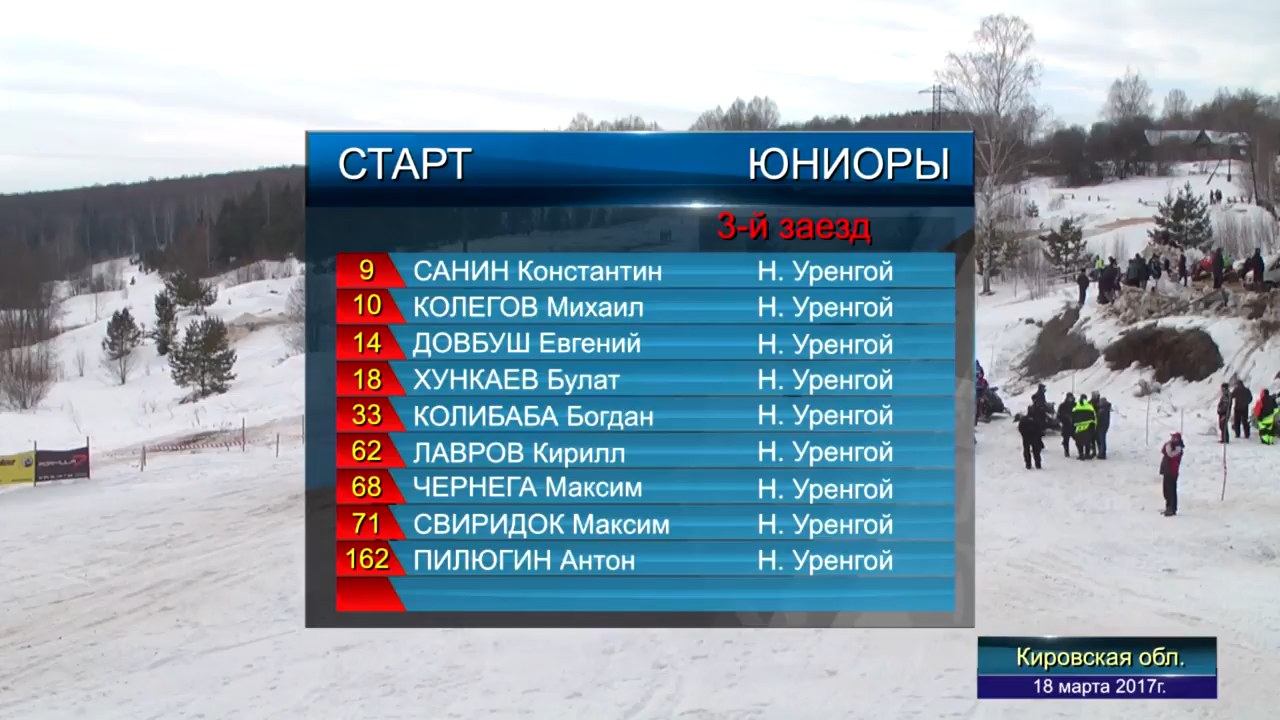 СТАРТ ЮНИОРЫ
3-й заезд
9 САНИН Константин Н. Уренгой
10 КОЛЕГОВ Михаил Н. Уренгой
14 ДОВБУШ Евгений Н. Уренгой
18 ХУНКАЕВ Булат Н. Уренгой
33 КОЛИБАБА Богдан Н. Уренгой
62 ЛАВРОВ Кирилл Н. Уренгой
68 ЧЕРНЕГА Максим Н. Уренгой
71 СВИРИДОК Максим Н. Уренгой
162 ПИЛЮГИН Антон Н. Уренгой
Кировская обл.
18 марта 2017г.